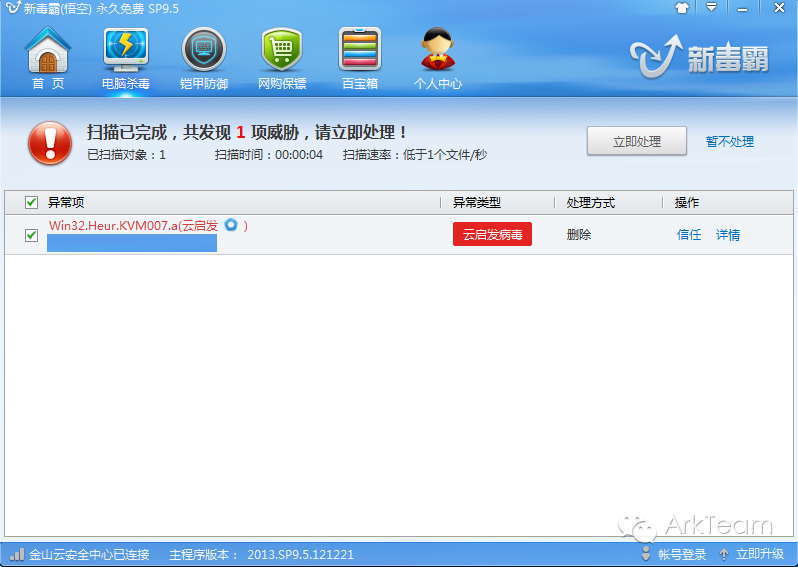 新毒霸(悟空) 永久免费 SP9.5
首 页
电脑杀毒
铠甲防御
网购保镖
百宝箱
个人中心
新毒霸
扫描已完成，共发现 1 项威胁，请立即处理！
已扫描对象：1 扫描时间：00:00:04 扫描速率：低于1个文件/秒
立即处理
暂不处理
异常项 异常类型 处理方式 操作
Win32.Heur.KVM007.a(云启发 )
云启发病毒 删除 信任 详情
ArkTeam
金山云安全中心已连接 主程序版本： 2013.SP9.5.121221 帐号登录 立即升级